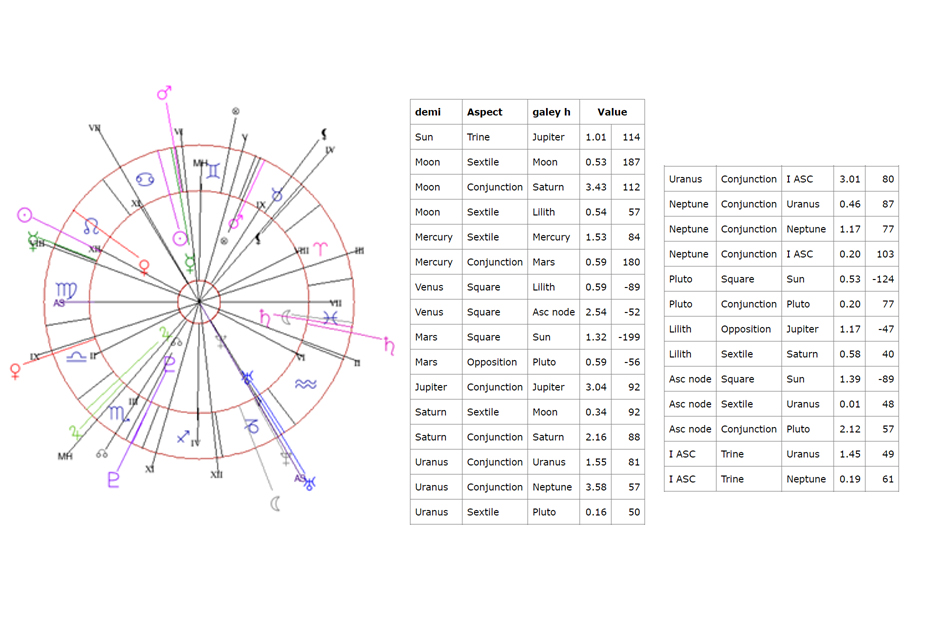 VII
VI
V
IV
MH
XI
IX
VIII
XII
VIII
III
AS
VII
IX
II
VI
II
III
MH
IV
XI
XII
AS
demi Aspect galey h Value
Sun Trine Jupiter 1.01 114
Moon Sextile Moon 0.53 187
Moon Conjunction Saturn 3.43 112
Moon Sextile Lilith 0.54 57
Mercury Sextile Mercury 1.53 84
Mercury Conjunction Mars 0.59 180
Venus Square Lilith 0.59 -89
Venus Square Asc node 2.54 -52
Mars Square Sun 1.32 -199
Mars Opposition Pluto 0.59 -56
Jupiter Conjunction Jupiter 3.04 92
Saturn Sextile Moon 0.34 92
Saturn Conjunction Saturn 2.16 88
Uranus Conjunction Uranus 1.55 81
Uranus Conjunction Neptune 3.58 57
Uranus Sextile Pluto 0.16 50
Uranus Conjunction I ASC 3.01 80
Neptune Conjunction Uranus 0.46 87
Neptune Conjunction Neptune 1.17 77
Neptune Conjunction I ASC 0.20 103
Pluto Square Sun 0.53 -124
Pluto Conjunction Pluto 0.20 77
Lilith Opposition Jupiter 1.17 -47
Lilith Sextile Saturn 0.58 40
Asc node Square Sun 1.39 -89
Asc node Sextile Uranus 0.01 48
Asc node Conjunction Pluto 2.12 57
I ASC Trine Uranus 1.45 49
I ASC Trine Neptune 0.19 61